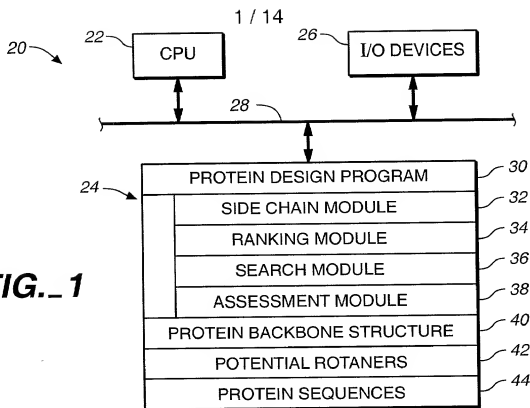 1 / 14
20
22
CPU
26
I/O DEVICES
28
24
PROTEIN DESIGN PROGRAM
30
SIDE CHAIN MODULE
32
RANKING MODULE
34
SEARCH MODULE
36
ASSESSMENT MODULE
38
PROTEIN BACKBONE STRUCTURE
40
POTENTIAL ROTANERS
42
PROTEIN SEQUENCES
44
IG._1